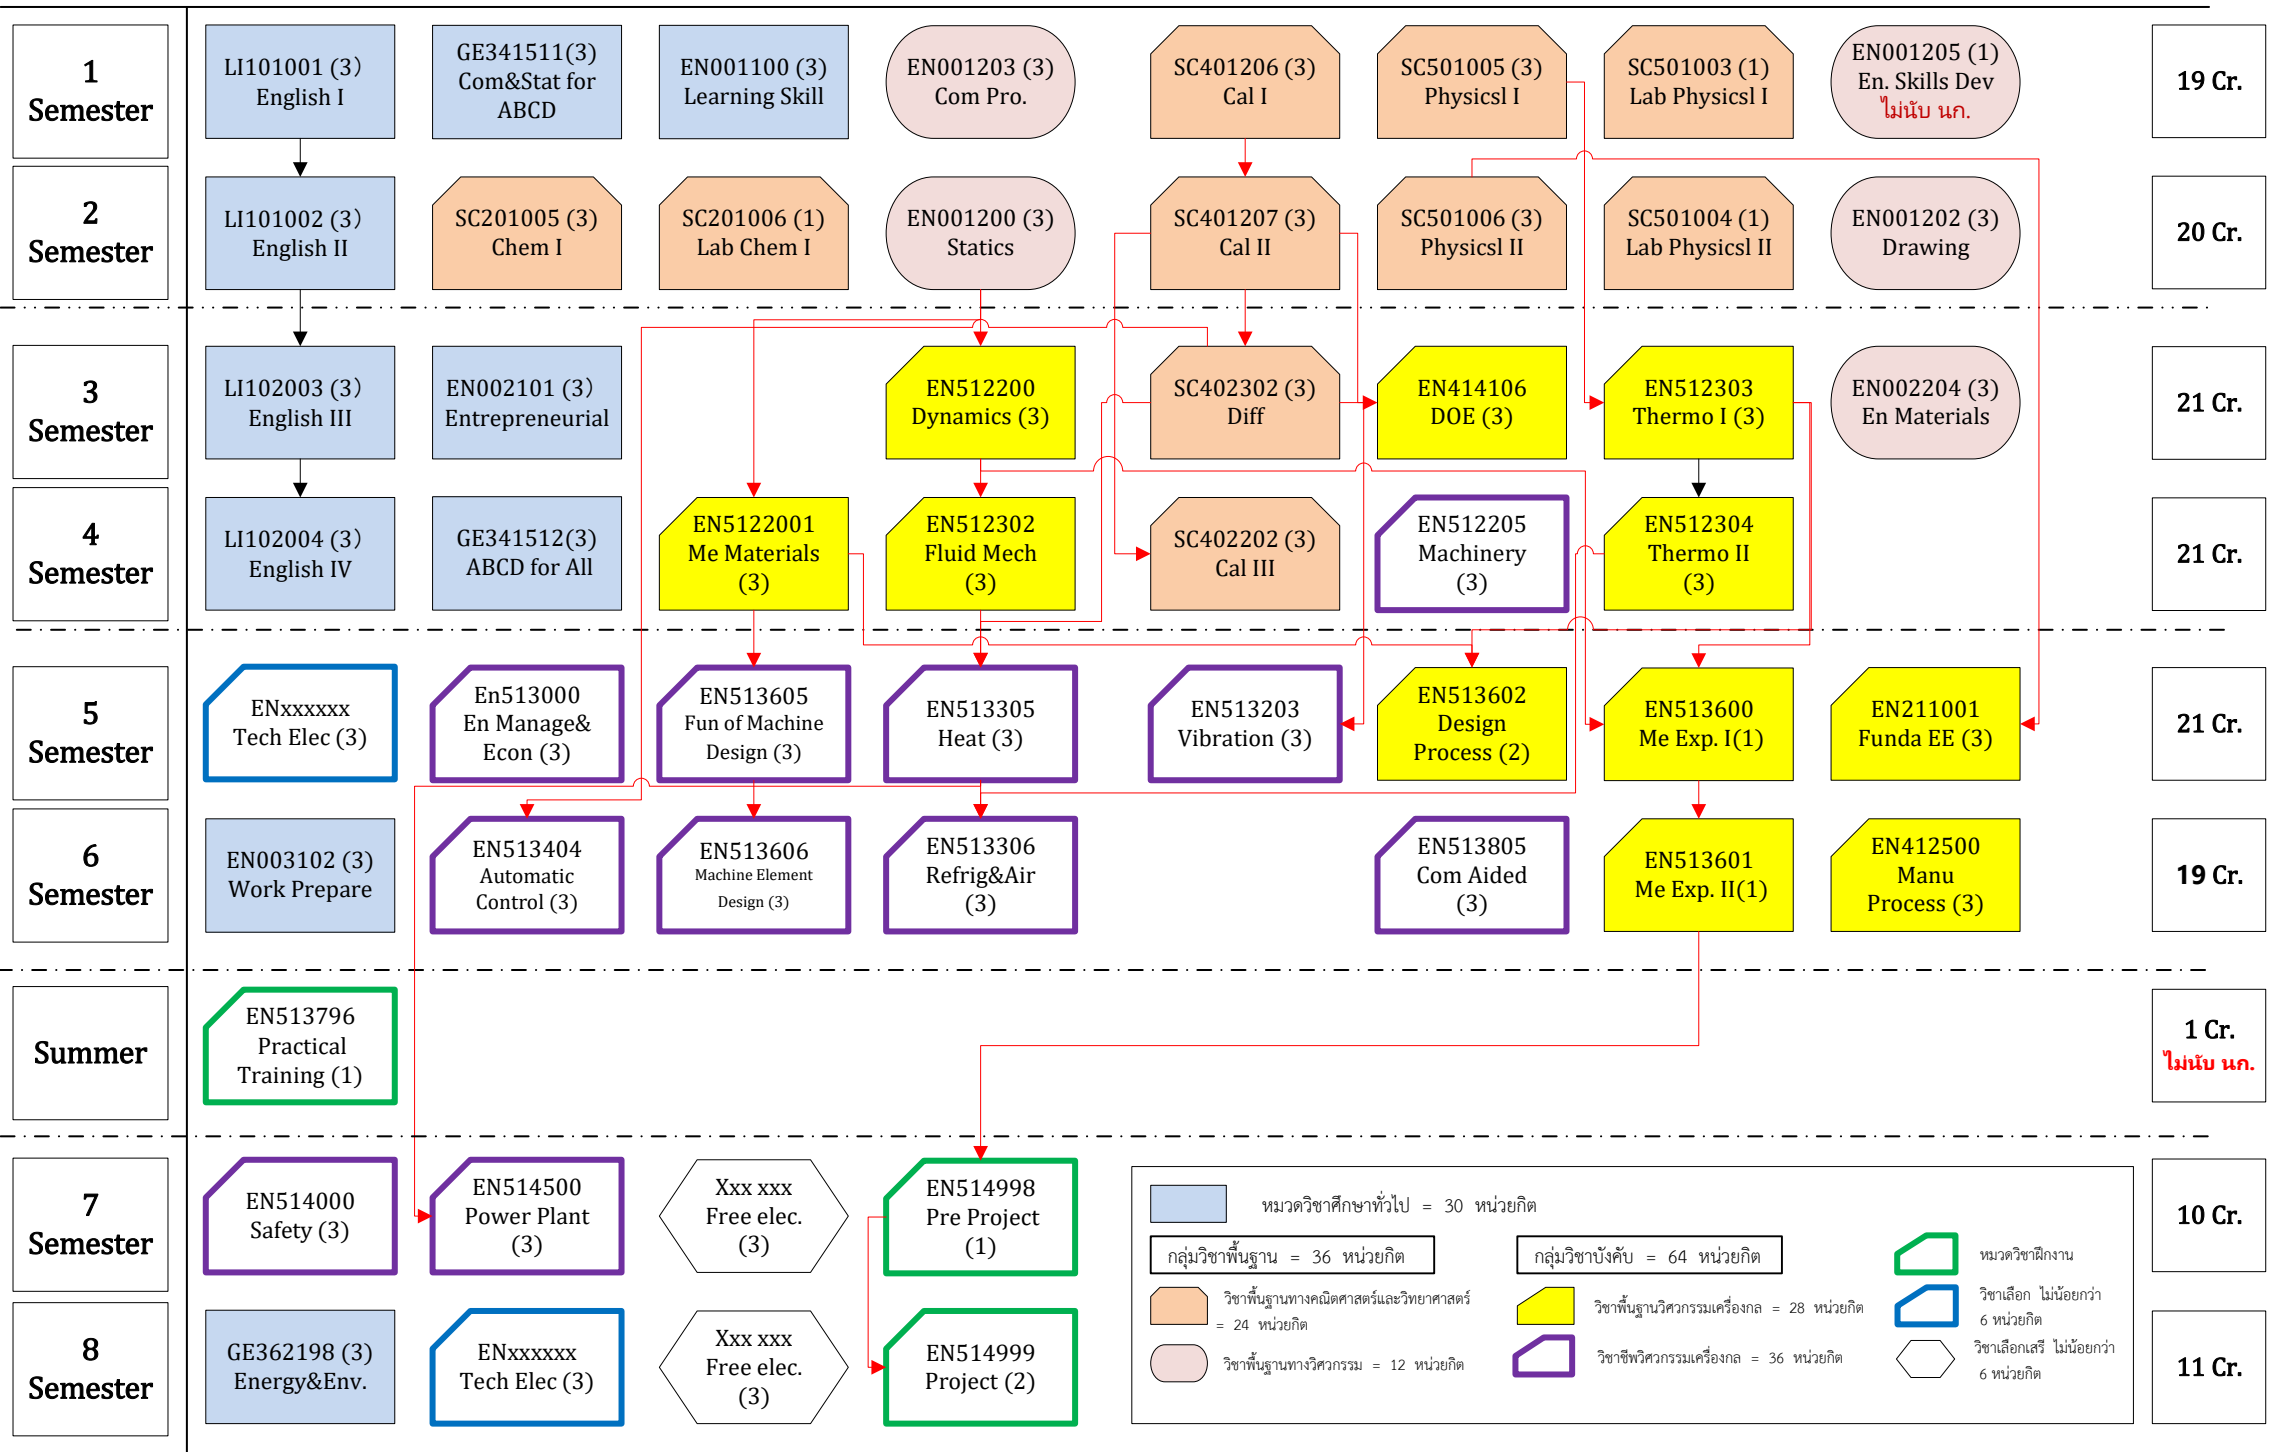 1
Semester
LI101001 (3)
English I
GE341511(3)
Com&Stat for
ABCD
EN001100 (3)
Learning Skill
EN001203 (3)
Com Pro.
SC401206 (3)
Cal I
SC501005 (3)
Physicsl I
SC501003 (1)
Lab Physicsl I
EN001205 (1)
En. Skills Dev
ไม่นับ นก.
19 Cr.
2
Semester
LI101002 (3)
English II
SC201005 (3)
Chem I
SC201006 (1)
Lab Chem I
EN001200 (3)
Statics
SC401207 (3)
Cal II
SC501006 (3)
Physicsl II
SC501004 (1)
Lab Physicsl II
EN001202 (3)
Drawing
20 Cr.
3
Semester
LI102003 (3)
English III
EN002101 (3)
Entrepreneurial
EN512200
Dynamics (3)
SC402302 (3)
Diff
EN414106
DOE (3)
EN512303
Thermo I (3)
EN002204 (3)
En Materials
21 Cr.
4
Semester
LI102004 (3)
English IV
GE341512(3)
ABCD for All
EN5122001
Me Materials
(3)
EN512302
Fluid Mech
(3)
SC402202 (3)
Cal III
EN512205
Machinery
(3)
EN512304
Thermo II
(3)
21 Cr.
5
Semester
ENxxxxxx
Tech Elec (3)
En513000
En Manage&
Econ (3)
EN513605
Fun of Machine
Design (3)
EN513305
Heat (3)
EN513203
Vibration (3)
EN513602
Design
Process (2)
EN513600
Me Exp. I(1)
EN211001
Funda EE (3)
21 Cr.
6
Semester
EN003102 (3)
Work Prepare
EN513404
Automatic
Control (3)
EN513606
Machine Element
Design (3)
EN513306
Refrig&Air
(3)
EN513805
Com Aided
(3)
EN513601
Me Exp. II(1)
EN412500
Manu
Process (3)
19 Cr.
Summer
EN513796
Practical
Training (1)
1 Cr.
ไม่นับ นก.
7
Semester
EN514000
Safety (3)
EN514500
Power Plant
(3)
Xxx xxx
Free elec.
(3)
EN514998
Pre Project
(1)
10 Cr.
8
Semester
GE362198 (3)
Energy&Env.
ENxxxxxx
Tech Elec (3)
Xxx xxx
Free elec.
(3)
EN514999
Project (2)
11 Cr.
หมวดวิชาศึกษาทั่วไป = 30 หน่วยกิต
กลุ่มวิชาพื้นฐาน = 36 หน่วยกิต
กลุ่มวิชาบังคับ = 64 หน่วยกิต
หมวดวิชาฝึกงาน
วิชาพื้นฐานทางคณิตศาสตร์และวิทยาศาสตร์
= 24 หน่วยกิต
วิชาพื้นฐานวิศวกรรมเครื่องกล = 28 หน่วยกิต
วิชาเลือก ไม่น้อยกว่า
6 หน่วยกิต
วิชาพื้นฐานทางวิศวกรรม = 12 หน่วยกิต
วิชาชีพวิศวกรรมเครื่องกล = 36 หน่วยกิต
วิชาเลือกเสรี ไม่น้อยกว่า
6 หน่วยกิต